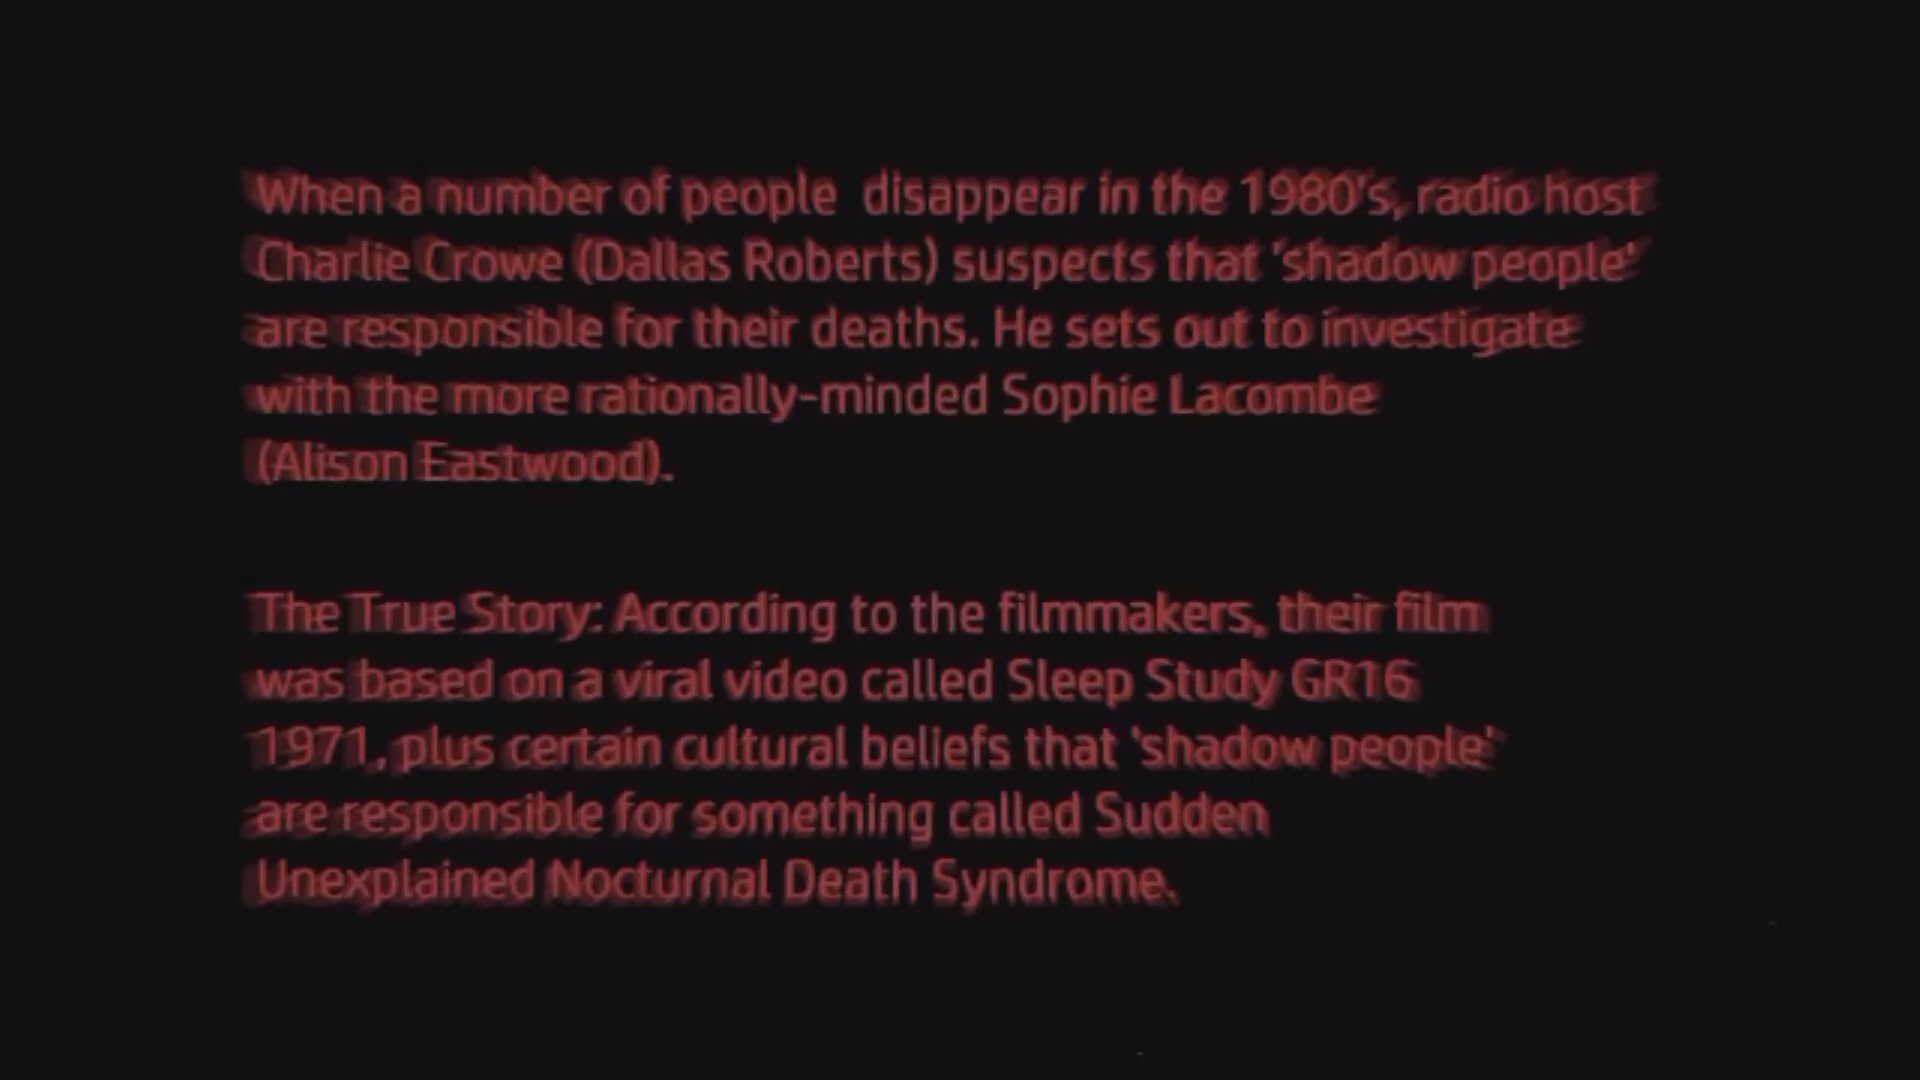 When a number of people  disappear in the 1980's, radio host
Charlie Crowe (Dallas Roberts) suspects that 'shadow people'
are responsible for their deaths. He sets out to investigate
with the more rationally-minded Sophie Lacombe
(Alison Eastwood).
The True Story: According to the filmmakers, their film
was based on a viral video called Sleep Study GR16
1971, plus certain cultural beliefs that 'shadow people'
are responsible for something called Sudden
Unexplained Nocturnal Death Syndrome.